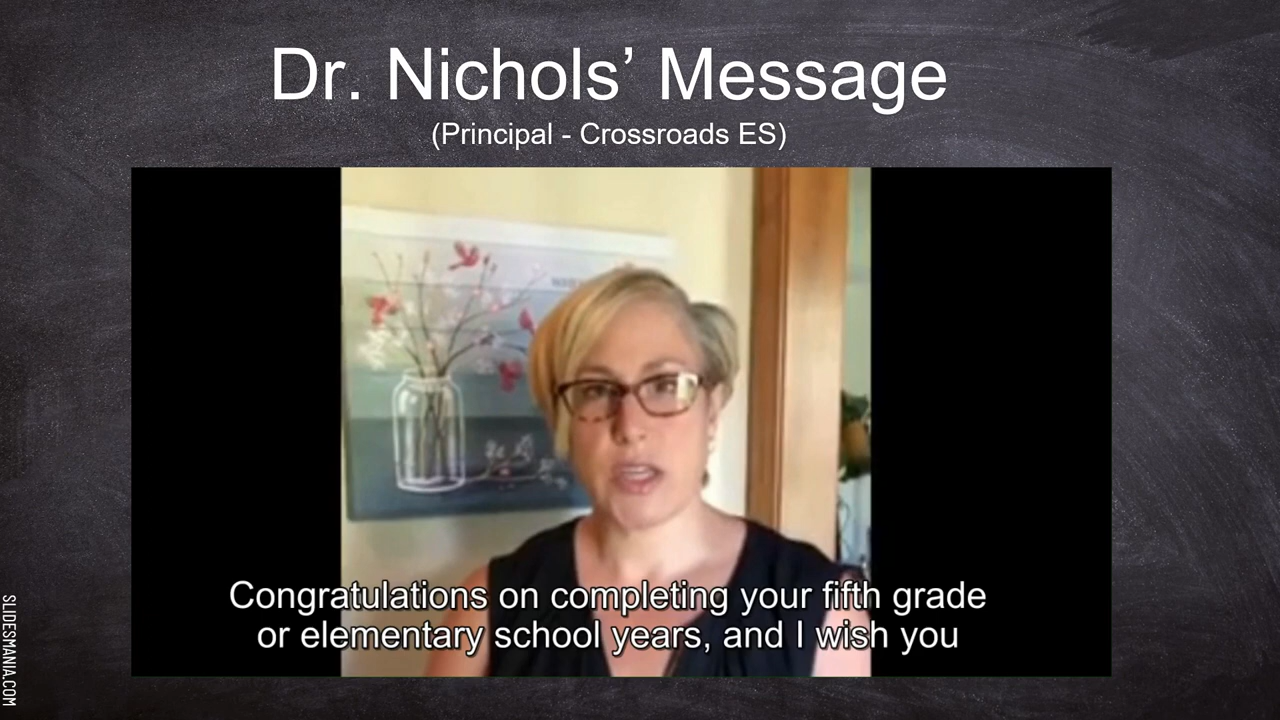 Dr. Nichols’ Message
(Principal - Crossroads ES)
Congratulations on completing your fifth grade
or elementary school years, and I wish you
SLIDESMANIA.COM